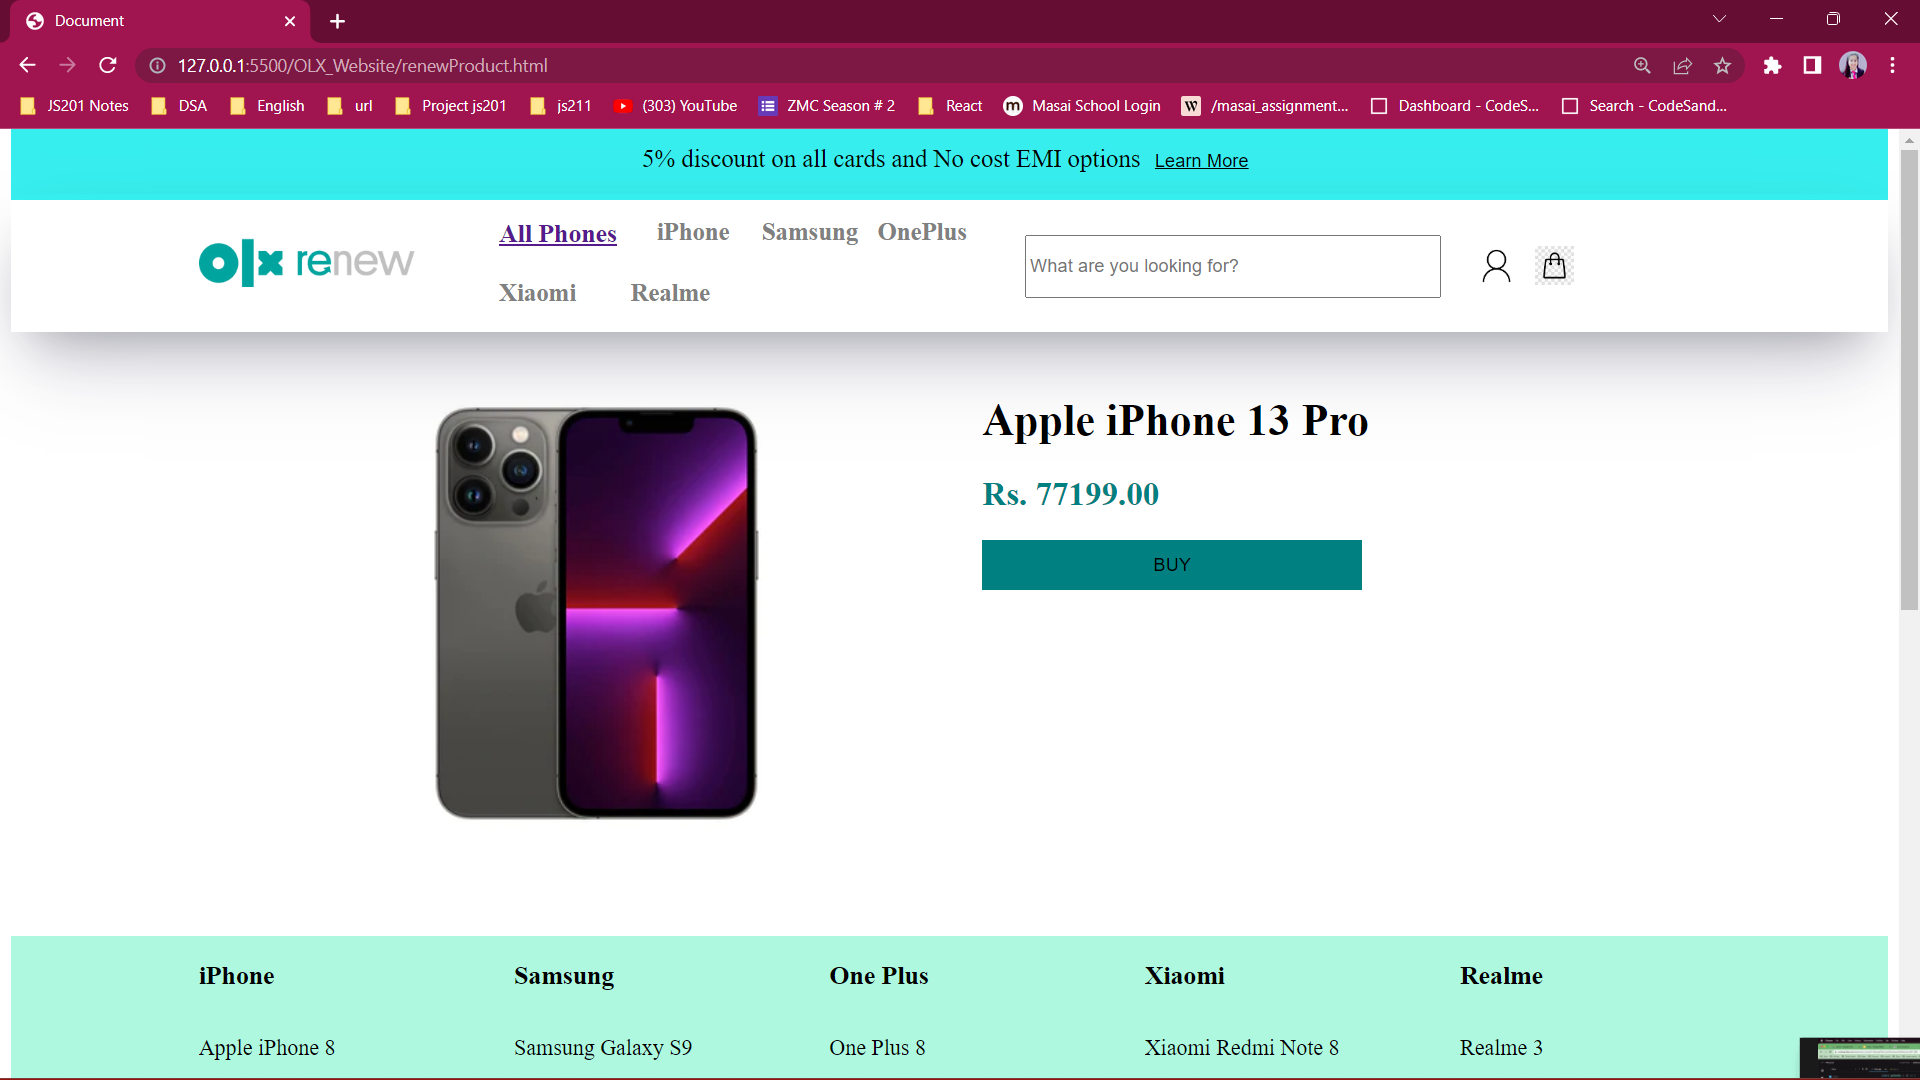 Document
127.0.0.1:5500/OLX_Website/renewProduct.html
JS201 Notes DSA English url Project js201 js211 (303) YouTube ZMC Season # 2 React Masai School Login /masai_assignment... Dashboard - CodeS... Search - CodeSand...
5% discount on all cards and No cost EMI options Learn More
olx renew
All Phones iPhone Samsung OnePlus
Xiaomi Realme
What are you looking for?
Apple iPhone 13 Pro
Rs. 77199.00
BUY
iPhone Samsung One Plus Xiaomi Realme
Apple iPhone 8 Samsung Galaxy S9 One Plus 8 Xiaomi Redmi Note 8 Realme 3